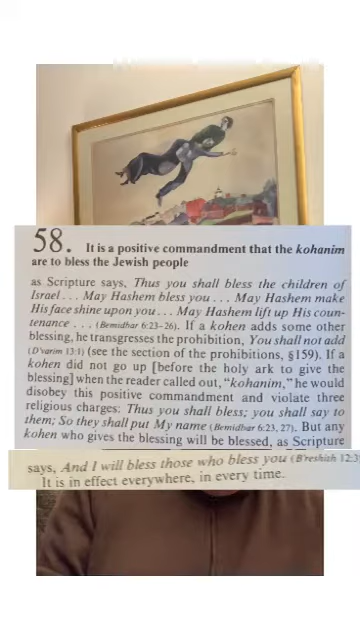 58. It is a positive commandment that the kohanim
are to bless the Jewish people
as Scripture says, Thus you shall bless the children of
Israel . . . May Hashem bless you . . . May Hashem make
His face shine upon you . . . May Hashem lift up His coun-
tenance . . . (Bemidbar 6:23-26). If a kohen adds some other
blessing, he transgresses the prohibition, You shall not add
(D'varim 13:1) (see the section of the prohibitions, §159). If a
kohen did not go up [before the holy ark to give the
blessing] when the reader called out, "kohanim," he would
disobey this positive commandment and violate three
religious charges: Thus you shall bless; you shall say to
them; So they shall put My name (Bemidbar 6:23, 27). But any
kohen who gives the blessing will be blessed, as Scripture
says, And I will bless those who bless you (B'reshith 12:3
It is in effect everywhere, in every time.